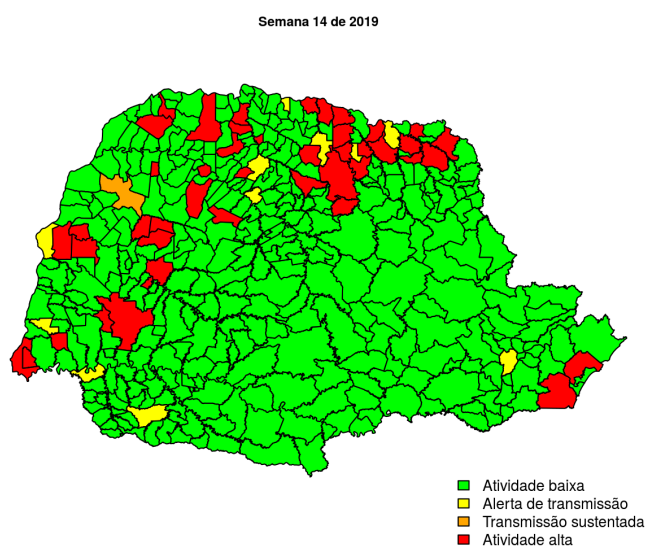 Semana 14 de 2019
Atividade baixa
Alerta de transmissão
Transmissão sustentada
Atividade alta